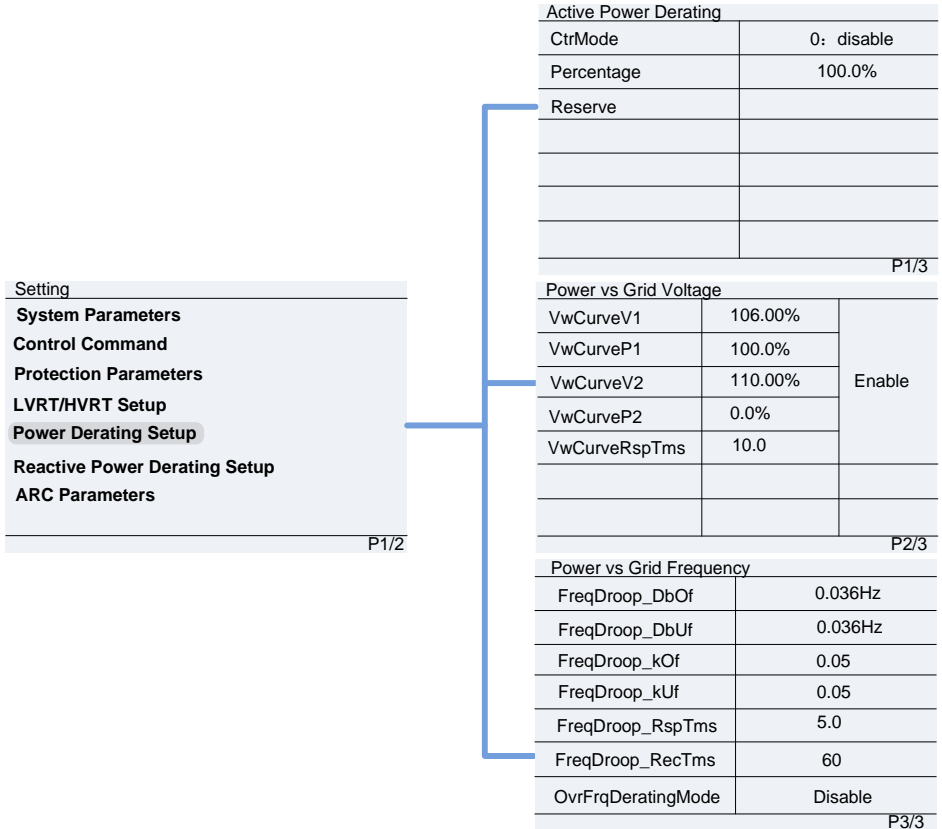 Setting
System Parameters
Control Command
Protection Parameters
LVRT/HVRT Setup
Power Derating Setup
Reactive Power Derating Setup
ARC Parameters
P1/2
Active Power Derating
CtrMode 0：disable
Percentage 100.0%
Reserve
P1/3
Power vs Grid Voltage
VwCurveV1 106.00%
VwCurveP1 100.0%
VwCurveV2 110.00% Enable
VwCurveP2 0.0%
VwCurveRspTms 10.0
P2/3
Power vs Grid Frequency
FreqDroop_DbOf 0.036Hz
FreqDroop_DbUf 0.036Hz
FreqDroop_kOf 0.05
FreqDroop_kUf 0.05
FreqDroop_RspTms 5.0
FreqDroop_RecTms 60
OvrFrqDeratingMode Disable
P3/3